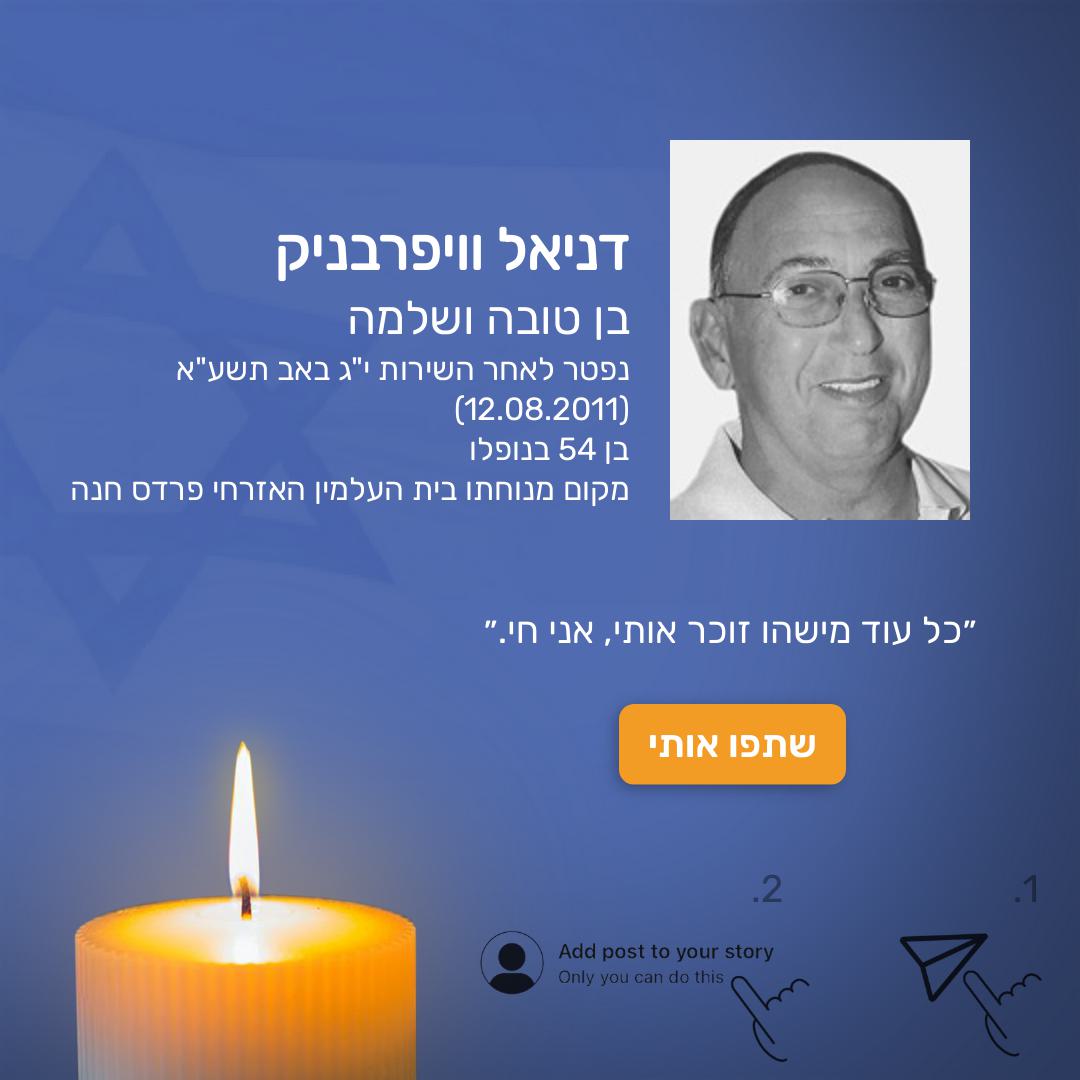 דניאל וויפרבניק
בן טובה ושלמה
נפטר לאחר השירות י"ג באב תשע"א
(12.08.2011)
בן 54 בנופלו
מקום מנוחתו בית העלמין האזרחי פרדס חנה
״כל עוד מישהו זוכר אותי, אני חי.״
שתפו אותי
.1
.2
Add post to your story
Only you can do this